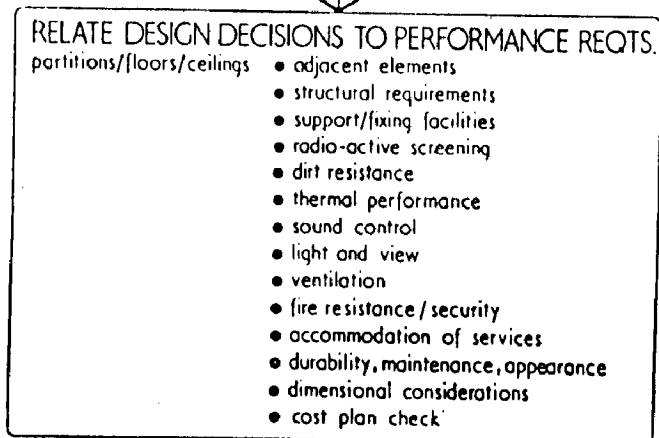 RELATE DESIGN DECISIONS TO PERFORMANCE REQTS.
partitions/floors/ceilings • adjacent elements
• structural requirements
• support/fixing facilities
• radio-active screening
• dirt resistance
• thermal performance
• sound control
• light and view
• ventilation
• fire resistance/security
• accommodation of services
• durability, maintenance, appearance
• dimensional considerations
• cost plan check